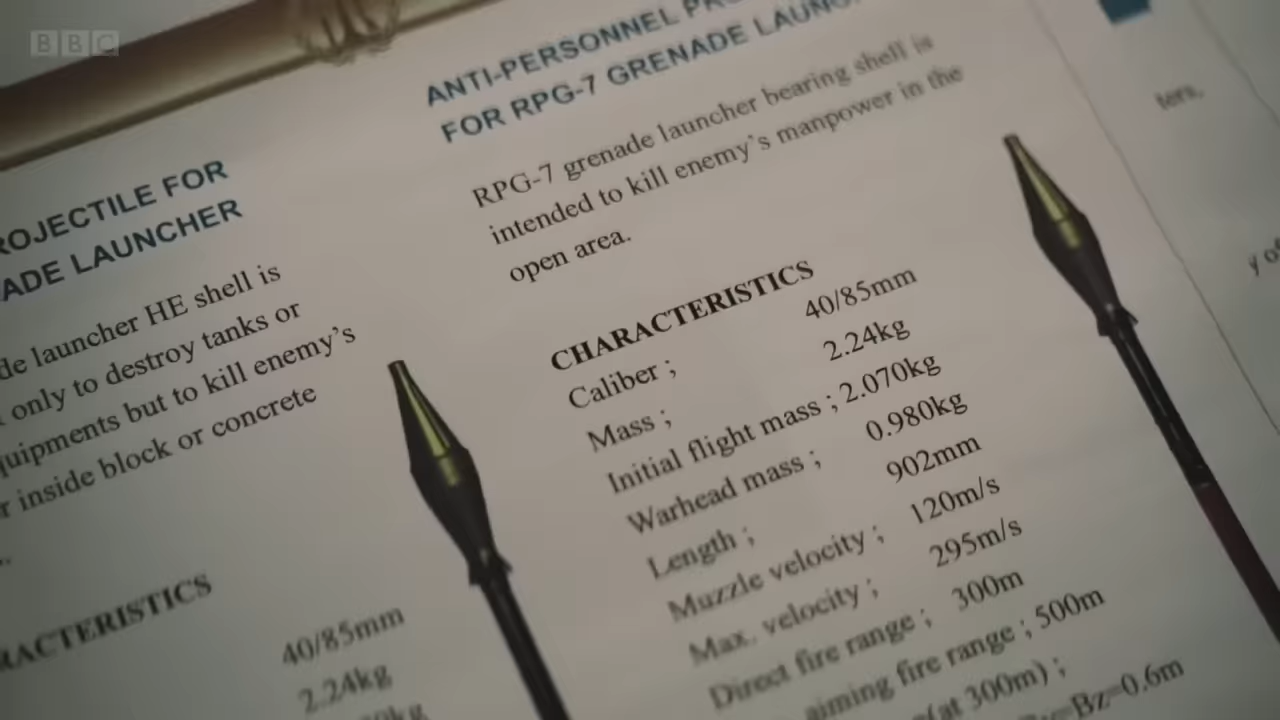 BBC
ANTI-PERSONNEL
FOR RPG-7 GRENADE LAUNC
RPG-7 grenade launcher bearing shell is
intended to kill enemy's manpower in the
open area.
CHARACTERISTICS
Caliber ; 40/85mm
Mass ; 2.24kg
Initial flight mass ; 2.070kg
Warhead mass ; 0.980kg
Length ; 902mm
Muzzle velocity ; 120m/s
Max. velocity ; 295m/s
Direct fire range ; 300m
aiming fire range ; 500m
(at 300m) ;
Bz=0.6m
ROJECTILE FOR
ADE LAUNCHER
de launcher HE shell is
only to destroy tanks or
quipments but to kill enemy's
r inside block or concrete
RACTERISTICS
40/85mm
2.24kg
ters,
y of